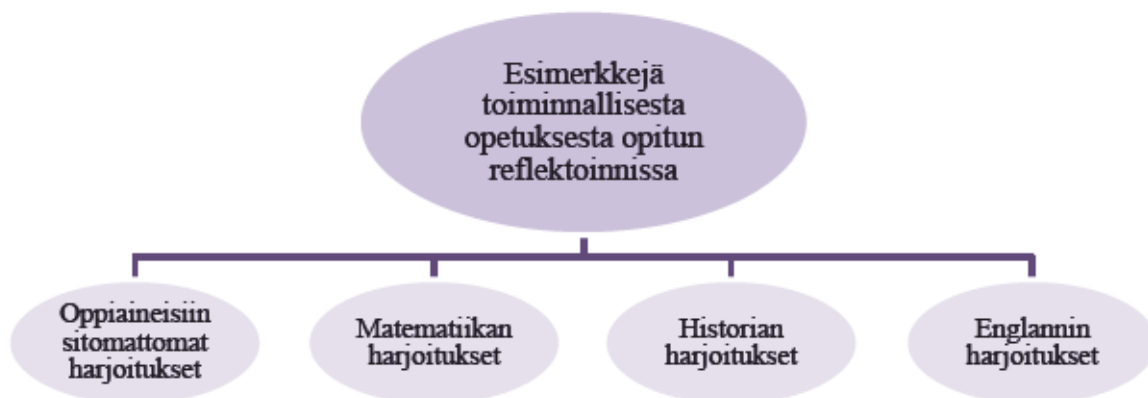 Esimerkkejä
toiminnallisesta
opetuksesta opitun
reflektoinnissa
Oppiaineisiin
sitomattomat
harjoitukset
Matematiikan
harjoitukset
Historian
harjoitukset
Englannin
harjoitukset